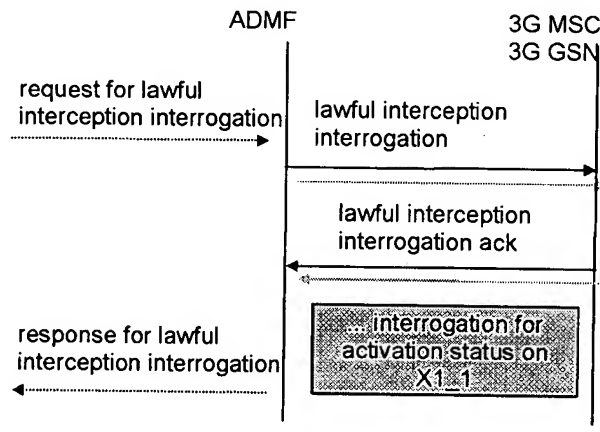 ADMF
3G MSC
3G GSN
request for lawful
interception interrogation
lawful interception
interrogation
lawful interception
interrogation ack
... interrogation for
activation status on
X1_1
response for lawful
interception interrogation